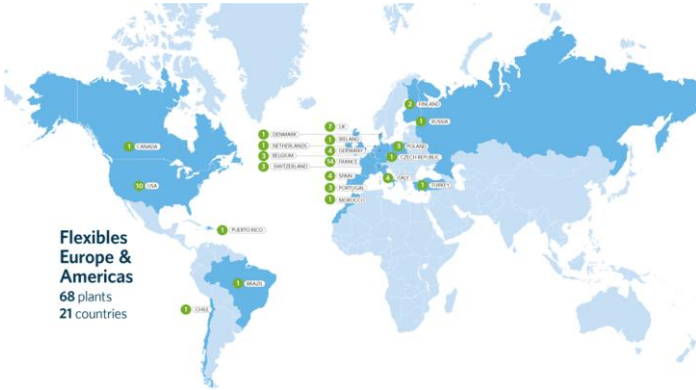 2 FINLAND
7 UK
1 RUSSIA
1 DENMARK
1 IRELAND
1 NETHERLANDS
4 GERMANY
3 POLAND
1 CANADA
3 BELGIUM
14 FRANCE
1 CZECH REPUBLIC
3 SWITZERLAND
4 SPAIN
4 ITALY
10 USA
3 PORTUGAL
1 TURKEY
1 MOROCCO
1 PUERTO RICO
Flexibles
Europe &
Americas
68 plants
21 countries
1 BRAZIL
1 CHILE